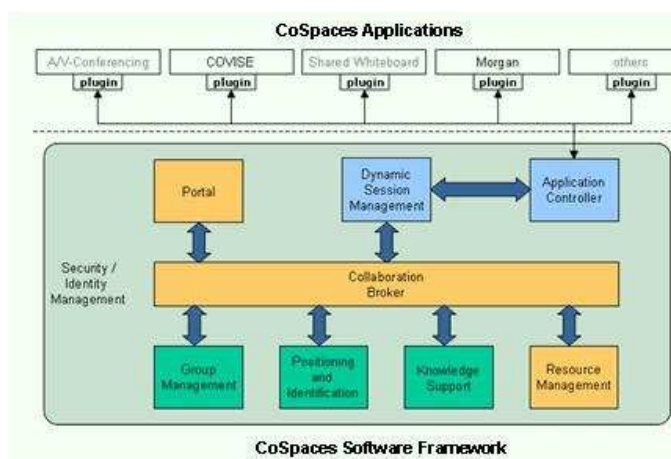 CoSpaces Applications
A/V-Conferencing
COVISE
Shared Whiteboard
Morgan
others
plugin
plugin
plugin
plugin
plugin
Portal
Dynamic
Session
Management
Application
Controller
Security /
Identity
Management
Collaboration
Broker
Group
Management
Positioning
and
Identification
Knowledge
Support
Resource
Management
CoSpaces Software Framework